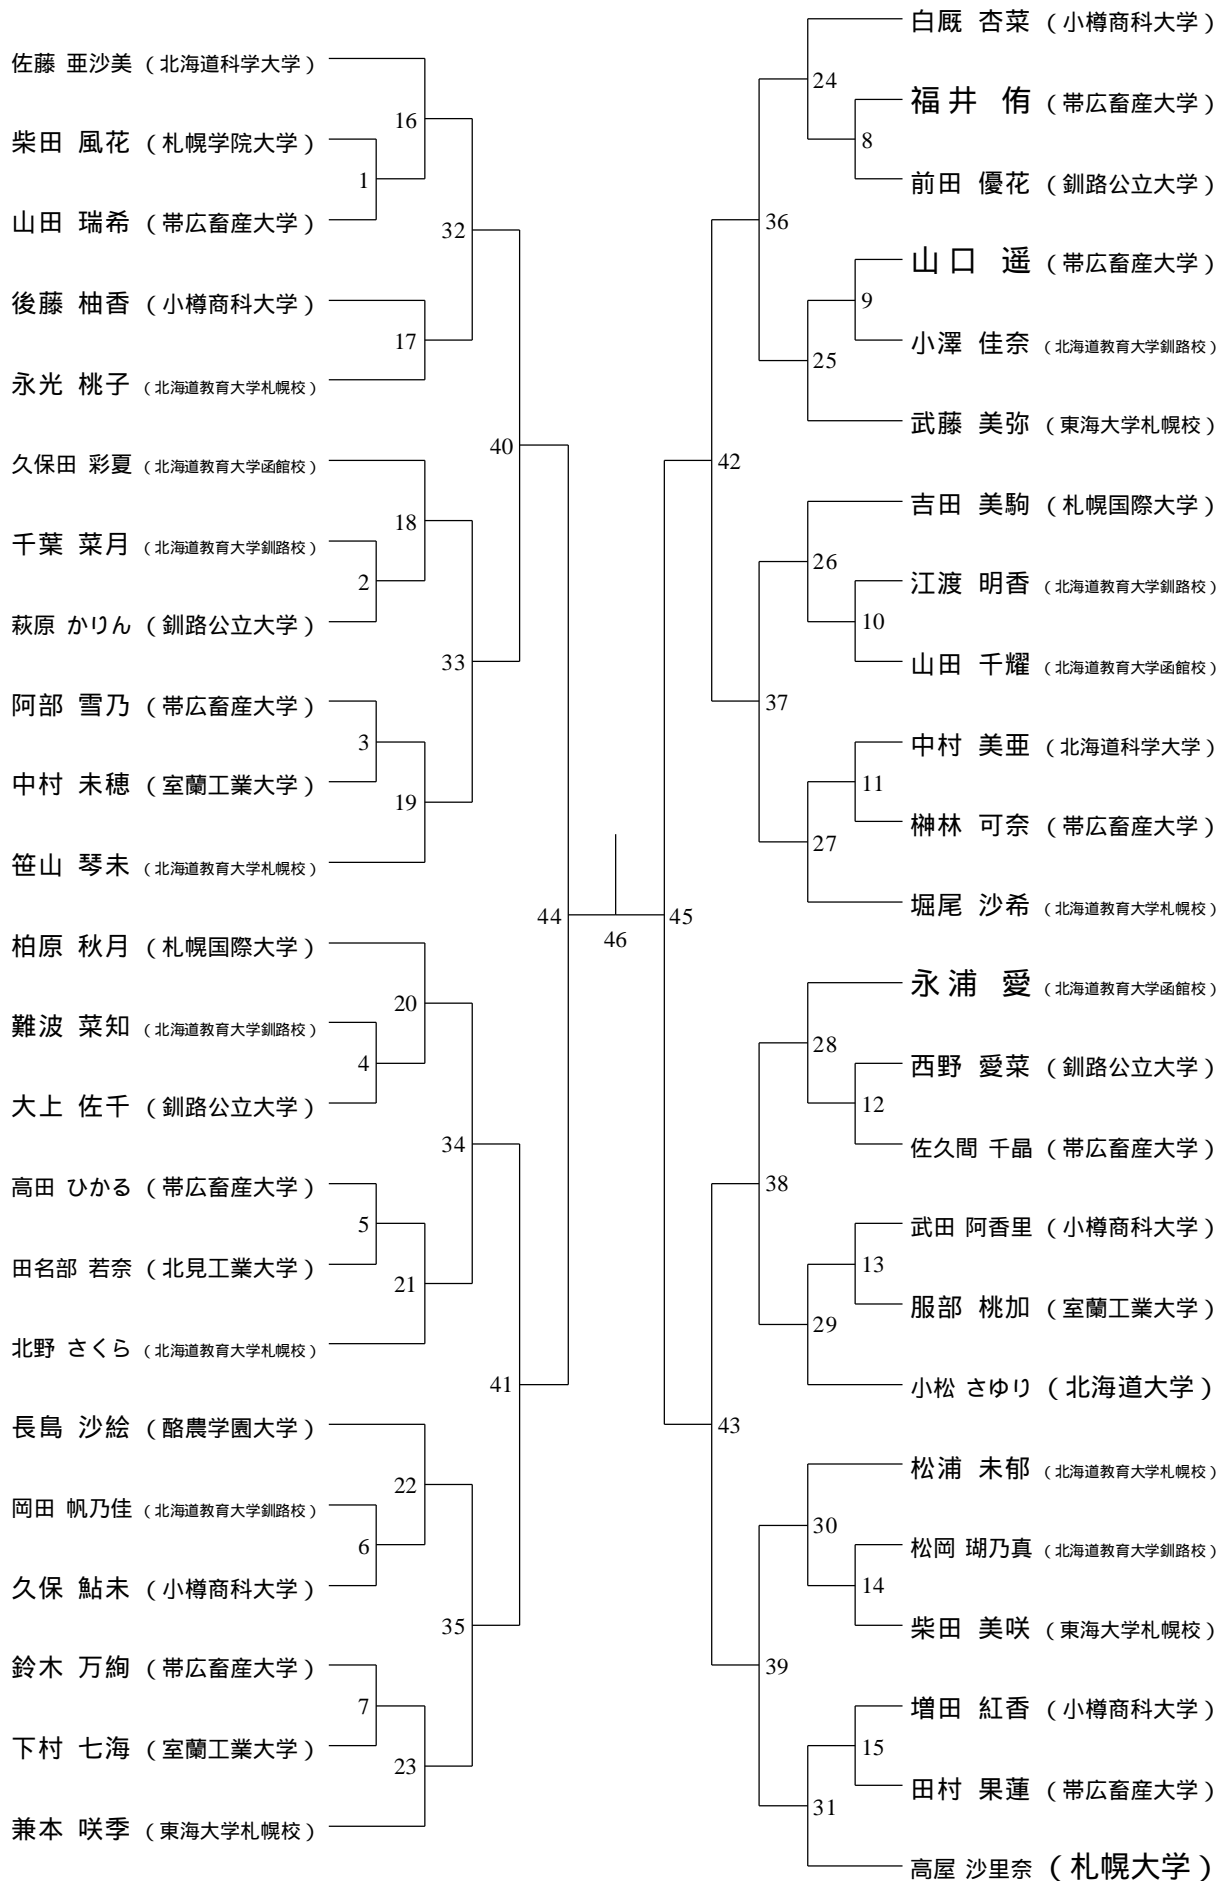 佐藤 亜沙美 (北海道科学大学)
16
柴田 風花 (札幌学院大学)
1
山田 瑞希 (帯広畜産大学)
32
後藤 柚香 (小樽商科大学)
17
永光 桃子 (北海道教育大学札幌校)
40
久保田 彩夏 (北海道教育大学函館校)
18
千葉 菜月 (北海道教育大学釧路校)
2
萩原 かりん (釧路公立大学)
33
阿部 雪乃 (帯広畜産大学)
3
中村 未穂 (室蘭工業大学)
19
笹山 琴未 (北海道教育大学札幌校)
44
柏原 秋月 (札幌国際大学)
20
難波 菜知 (北海道教育大学釧路校)
4
大上 佐千 (釧路公立大学)
34
高田 ひかる (帯広畜産大学)
5
田名部 若奈 (北見工業大学)
21
北野 さくら (北海道教育大学札幌校)
41
長島 沙絵 (酪農学園大学)
22
岡田 帆乃佳 (北海道教育大学釧路校)
6
久保 鮎未 (小樽商科大学)
35
鈴木 万絢 (帯広畜産大学)
7
下村 七海 (室蘭工業大学)
23
兼本 咲季 (東海大学札幌校)
46
白厩 杏菜 (小樽商科大学)
24
福井 侑 (帯広畜産大学)
8
前田 優花 (釧路公立大学)
36
山口 遥 (帯広畜産大学)
9
小澤 佳奈 (北海道教育大学釧路校)
25
武藤 美弥 (東海大学札幌校)
42
吉田 美駒 (札幌国際大学)
26
江渡 明香 (北海道教育大学釧路校)
10
山田 千耀 (北海道教育大学函館校)
37
中村 美亜 (北海道科学大学)
11
榊林 可奈 (帯広畜産大学)
27
堀尾 沙希 (北海道教育大学札幌校)
45
永浦 愛 (北海道教育大学函館校)
28
西野 愛菜 (釧路公立大学)
12
佐久間 千晶 (帯広畜産大学)
38
武田 阿香里 (小樽商科大学)
13
服部 桃加 (室蘭工業大学)
29
小松 さゆり (北海道大学)
43
松浦 未郁 (北海道教育大学札幌校)
30
松岡 瑚乃真 (北海道教育大学釧路校)
14
柴田 美咲 (東海大学札幌校)
39
増田 紅香 (小樽商科大学)
15
田村 果蓮 (帯広畜産大学)
31
高屋 沙里奈 (札幌大学)